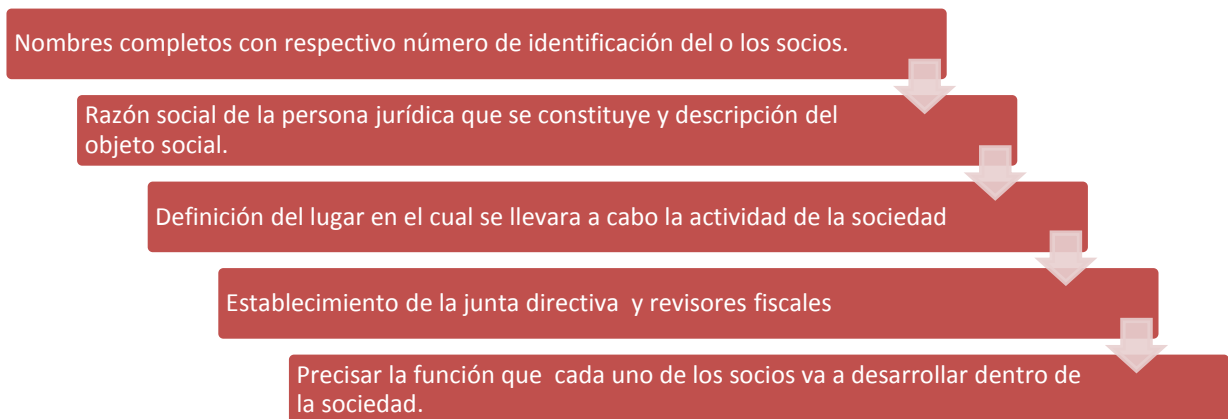 Nombres completos con respectivo número de identificación del o los socios.
Razón social de la persona jurídica que se constituye y descripción del
objeto social.
Definición del lugar en el cual se llevara a cabo la actividad de la sociedad
Establecimiento de la junta directiva  y revisores fiscales
Precisar la función que  cada uno de los socios va a desarrollar dentro de
la sociedad.